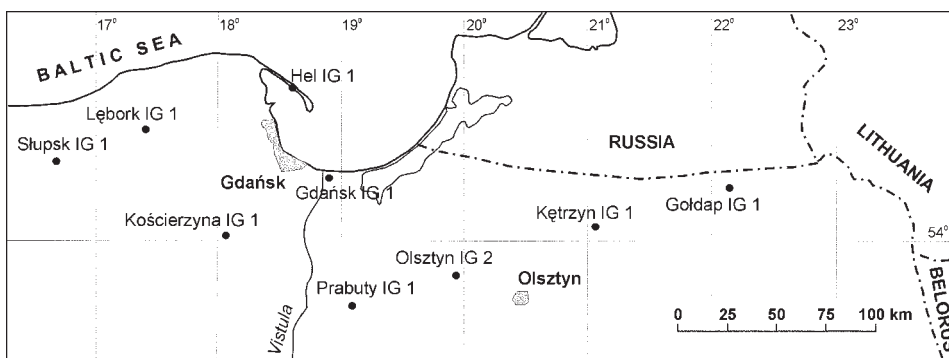 17° 18° 19° 20° 21° 22° 23°
BALTIC SEA
Hel IG 1
Lębork IG 1
Słupsk IG 1
RUSSIA
LITHUANIA
Gdańsk
Gdańsk IG 1
Gołdap IG 1
Kościerzyna IG 1
Kętrzyn IG 1
54°
Olsztyn IG 2
Olsztyn
Prabuty IG 1
Vistula
BELORUS
0 25 50 75 100 km